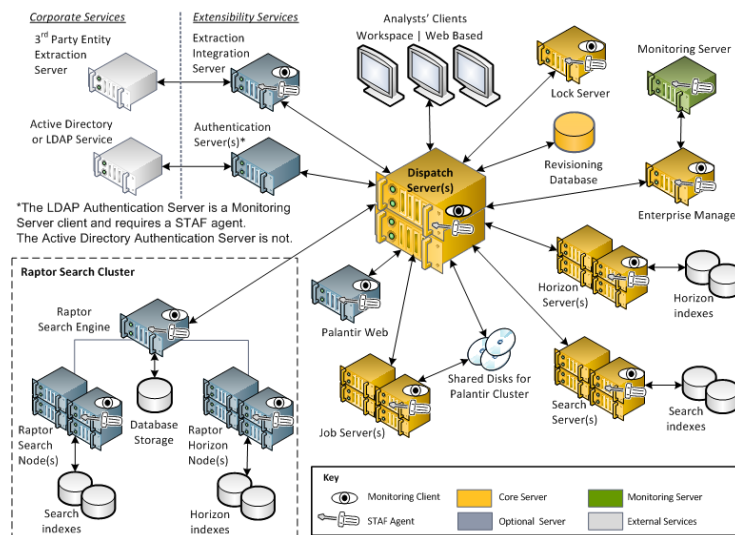 Corporate Services
Extensibility Services
3rd Party Entity
Extraction
Server
Extraction
Integration
Server
Analysts' Clients
Workspace | Web Based
Lock Server
Monitoring Server
Active Directory
or LDAP Service
Authentication
Server(s)*
Dispatch
Server(s)
Revisioning
Database
Enterprise Manage
*The LDAP Authentication Server is a Monitoring
Server client and requires a STAF agent.
The Active Directory Authentication Server is not.
Raptor Search Cluster
Raptor
Search Engine
Palantir Web
Horizon
Server(s)
Horizon
indexes
Shared Disks for
Palantir Cluster
Job Server(s)
Search
Server(s)
Search
indexes
Raptor
Search
Node(s)
Database
Storage
Raptor
Horizon
Node(s)
Search
indexes
Horizon
indexes
Key
Monitoring Client
Core Server
Monitoring Server
STAF Agent
Optional Server
External Services